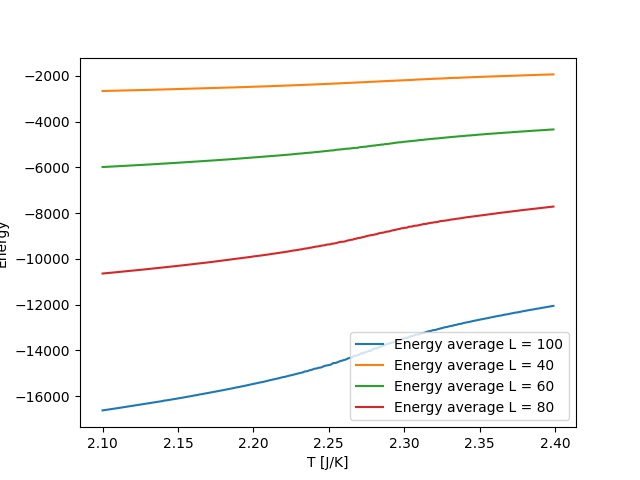 −2000
−4000
−6000
−8000
−10000
−12000
−14000
−16000
Energy
2.10 2.15 2.20 2.25 2.30 2.35 2.40
T [J/K]
Energy average L = 100
Energy average L = 40
Energy average L = 60
Energy average L = 80